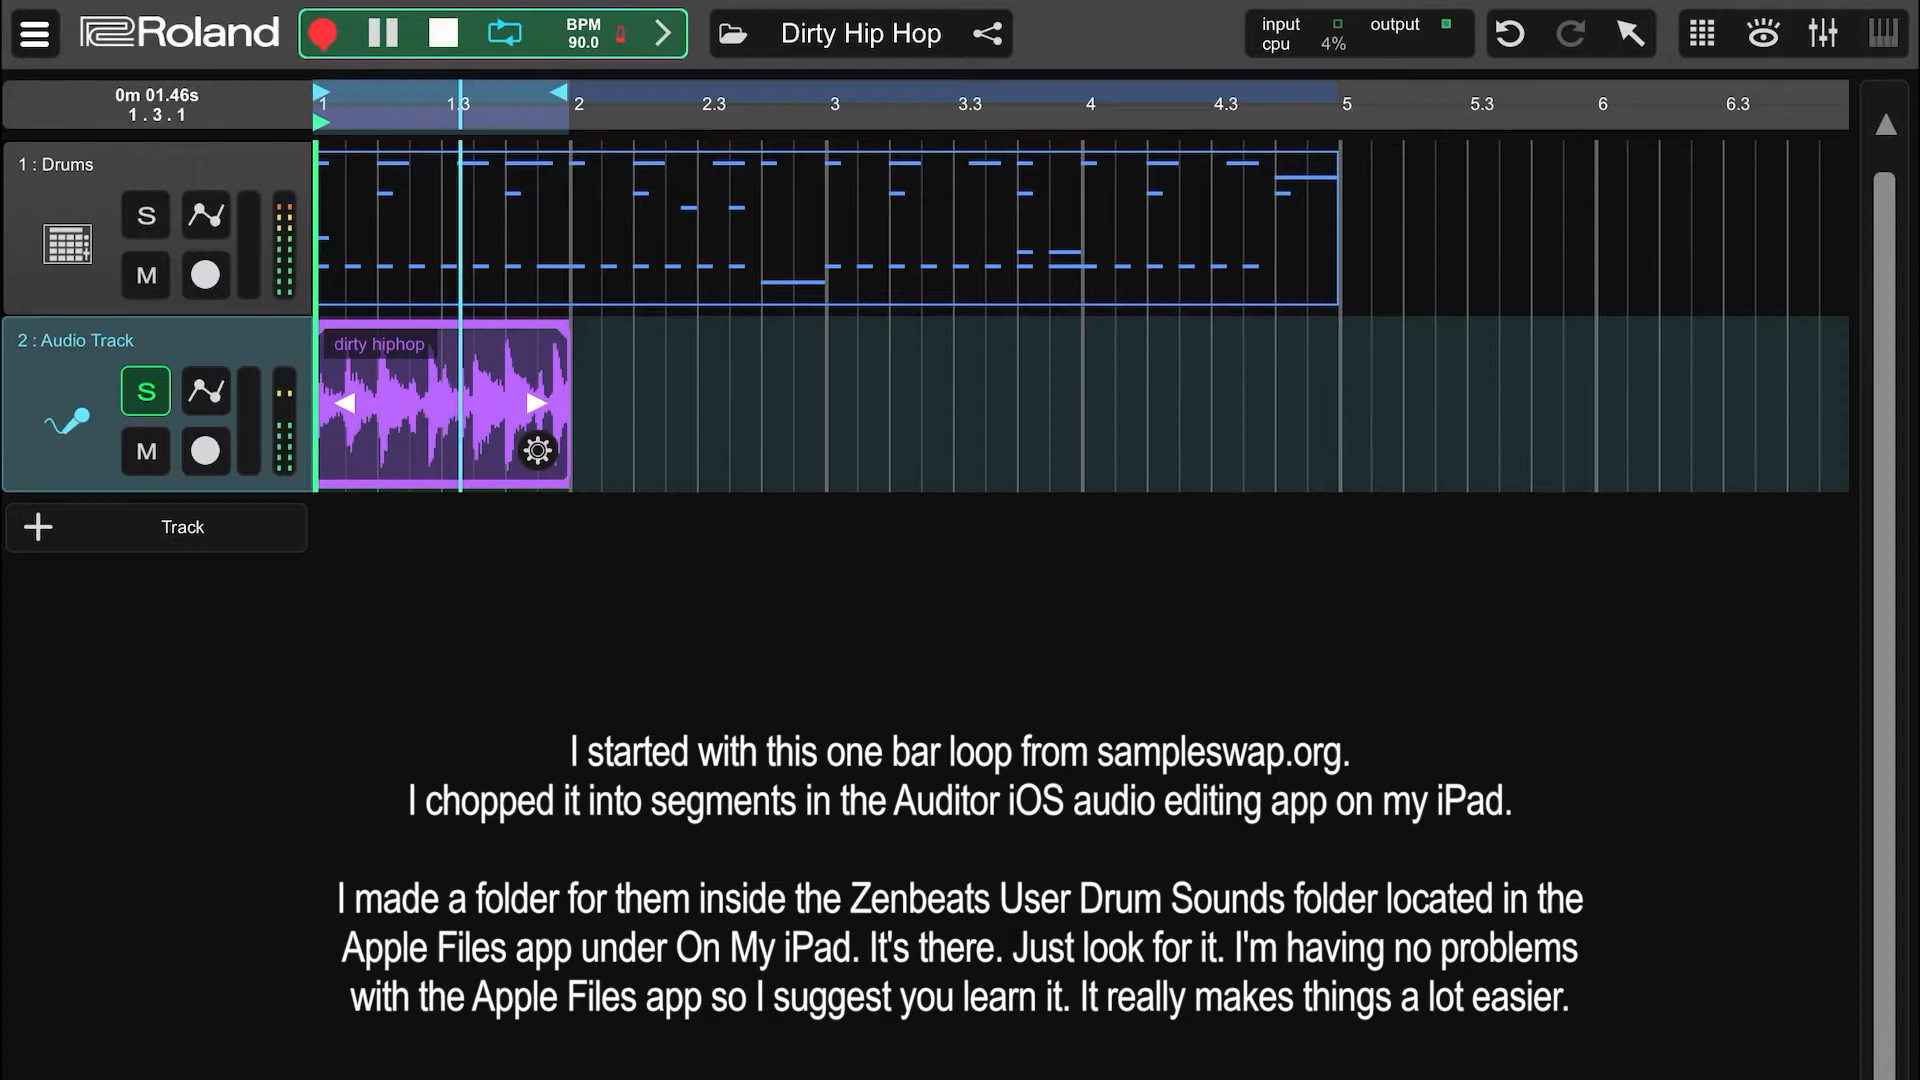 Roland
BPM
90.0
Dirty Hip Hop
input
cpu 4%
output
0m 01.46s
1 . 3 . 1
1 1.3 2 2.3 3 3.3 4 4.3 5 5.3 6 6.3
1 : Drums
S
M
2 : Audio Track
S
M
dirty hiphop
Track
I started with this one bar loop from sampleswap.org.
I chopped it into segments in the Auditor iOS audio editing app on my iPad.
I made a folder for them inside the Zenbeats User Drum Sounds folder located in the
Apple Files app under On My iPad. It's there. Just look for it. I'm having no problems
with the Apple Files app so I suggest you learn it. It really makes things a lot easier.